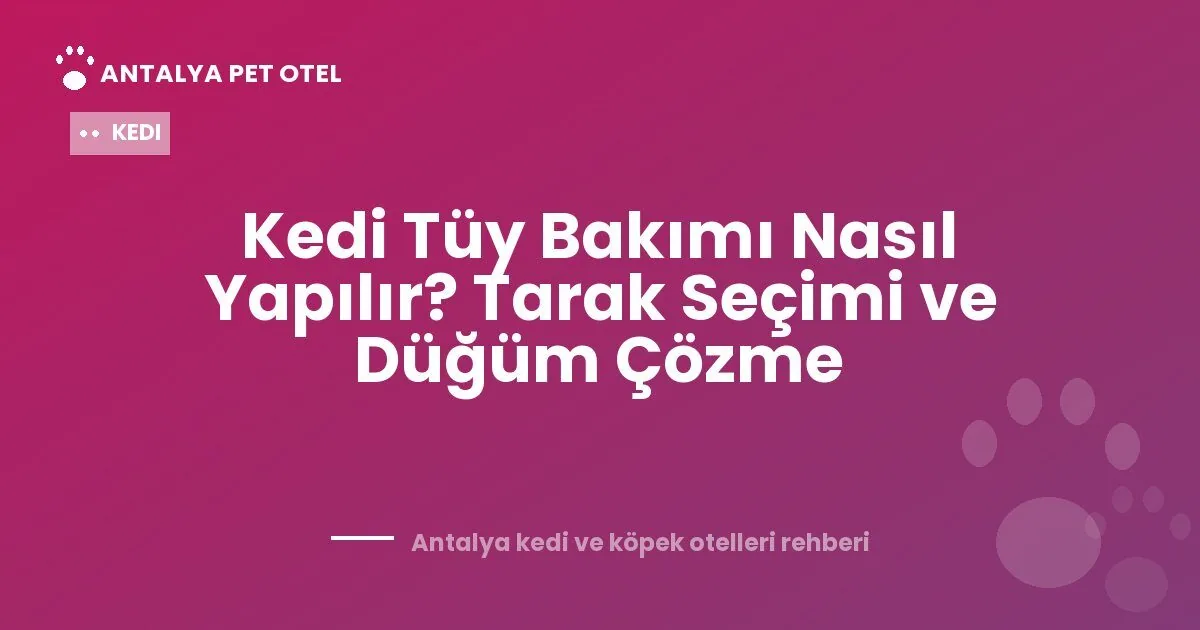 ANTALYA PET OTEL
KEDI
Kedi Tüy Bakımı Nasıl
Yapılır? Tarak Seçimi ve
Düğüm Çözme
Antalya kedi ve köpek otelleri rehberi